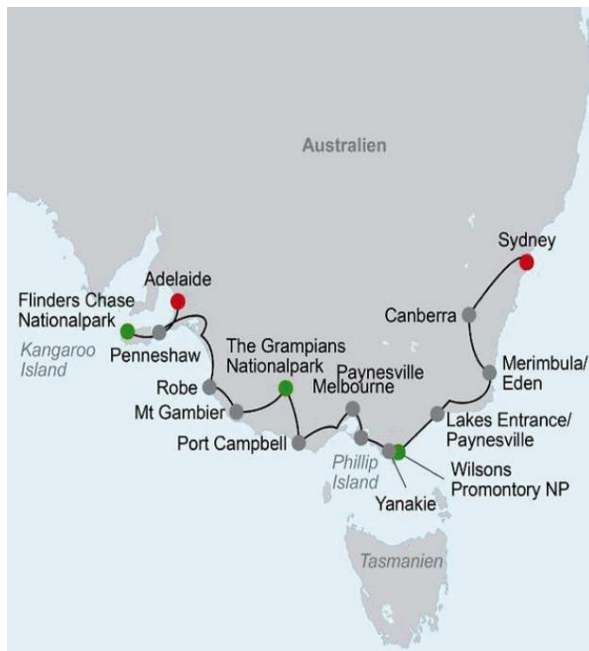 Australien
Sydney
Adelaide
Flinders Chase
Nationalpark
Canberra
Kangaroo
Island
Penneshaw
The Grampians
Nationalpark
Paynesville
Melbourne
Merimbula/
Eden
Robe
Mt Gambier
Lakes Entrance/
Paynesville
Port Campbell
Phillip
Island
Wilsons
Promontory NP
Yanakie
Tasmanien